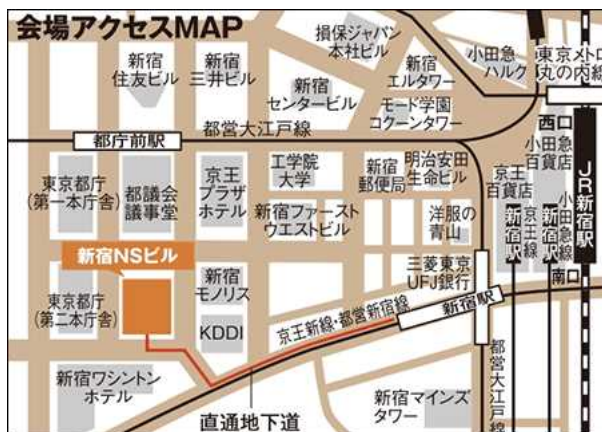 会場アクセスMAP
新宿
住友ビル
新宿
三井ビル
損保ジャパン
本社ビル
新宿
センタービル
新宿
エルタワー
モード学園
コクーンタワー
小田急
ハルク
東京メトロ
丸の内線
都庁前駅
都営大江戸線
西口
小田急
百貨店
東京都庁
(第一本庁舎)
都議会
議事堂
京王
プラザ
ホテル
工学院
大学
新宿
郵便局
明治安田
生命ビル
京王
百貨店
新宿ファースト
ウエストビル
洋服の
青山
新宿駅
京王線
新宿駅
小田急線
JR新宿駅
新宿NSビル
三菱東京
UFJ銀行
南口
東京都庁
(第二本庁舎)
新宿
モノリス
KDDI
京王新線・都営新宿線
新宿駅
都営大江戸線
新宿ワシントン
ホテル
直通地下道
新宿マインズ
タワー